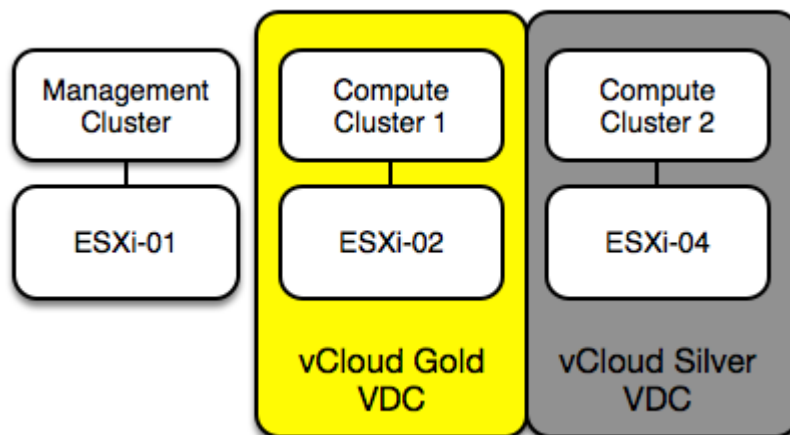 Management
Cluster
Compute
Cluster 1
Compute
Cluster 2
ESXi-01
ESXi-02
ESXi-04
vCloud Gold
VDC
vCloud Silver
VDC